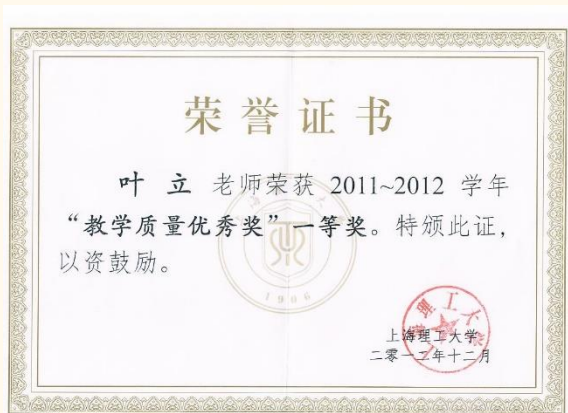 荣誉证书
叶 立 老师荣获 2011~2012 学年
“教学质量优秀奖”一等奖。特颁此证，
以资鼓励。
1906
上海理工大学
二零一二年十二月